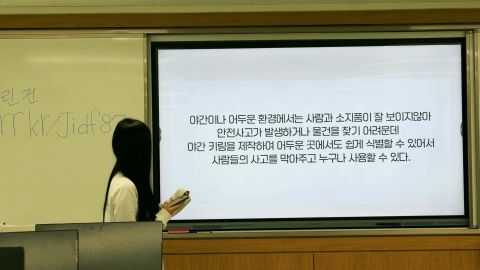 린전
야간이나 어두운 환경에서는 사람과 소지품이 잘 보이지않아
안전사고가 발생하거나 물건을 찾기 어려운데
야간 키링을 제작하여 어두운 곳에서도 쉽게 식별할 수 있어서
사람들의 사고를 막아주고 누구나 사용할 수 있다.